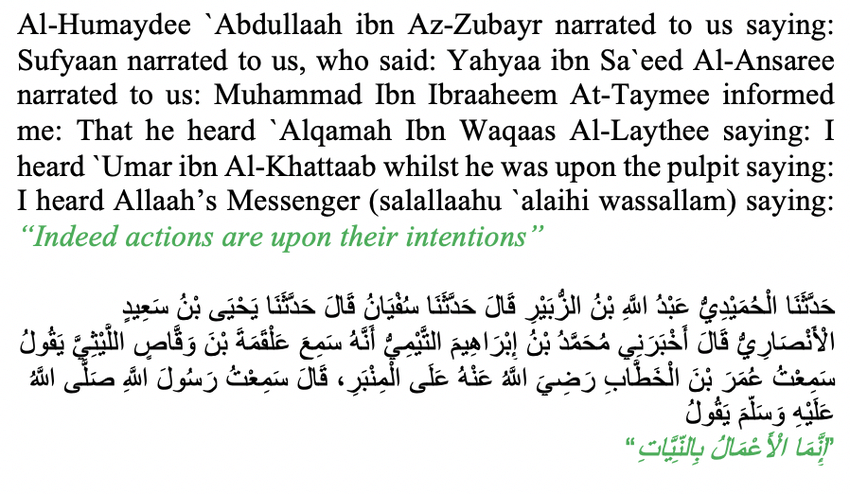 Al-Humaydee `Abdullaah ibn Az-Zubayr narrated to us saying:
Sufyaan narrated to us, who said: Yahyaa ibn Sa`eed Al-Ansaree
narrated to us: Muhammad Ibn Ibraaheem At-Taymee informed
me: That he heard `Alqamah Ibn Waqaas Al-Laythee saying: I
heard `Umar ibn Al-Khattaab whilst he was upon the pulpit saying:
I heard Allaah’s Messenger (salallaahu `alaihi wassallam) saying:
“Indeed actions are upon their intentions”
حَدَّثَنَا الْحُمَيْدِيُّ عَبْدُ اللَّهِ بْنُ الزُّبَيْرِ قَالَ حَدَّثَنَا سُفْيَانُ قَالَ حَدَّثَنَا يَحْيَى بْنُ سَعِيدٍ
الْأَنْصَارِيُّ قَالَ أَخْبَرَنِي مُحَمَّدُ بْنُ إِبْرَاهِيمَ التَّيْمِيُّ أَنَّهُ سَمِعَ عَلْقَمَةَ بْنَ وَقَّاصٍ اللَّيْثِيَّ يَقُولُ
سَمِعْتُ عُمَرَ بْنَ الْخَطَّابِ رَضِيَ اللَّهُ عَنْهُ عَلَى الْمِنْبَرِ، قَالَ سَمِعْتُ رَسُولَ اللَّهِ صَلَّى اللَّهُ
عَلَيْهِ وَسَلَّمَ يَقُولُ
”إِنَّمَا الْأَعْمَالُ بِالنِّيَّاتِ“